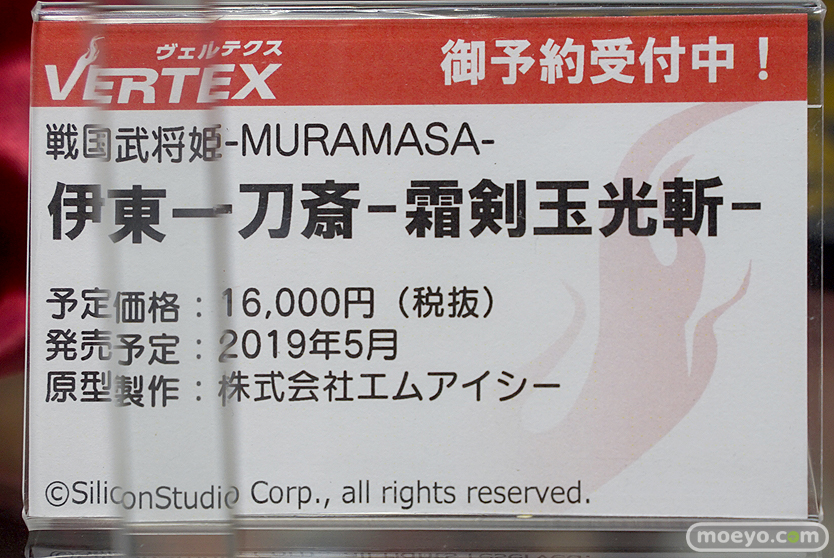 ヴェルテクス
VERTEX
御予約受付中！
戦国武将姫-MURAMASA-
伊東一刀斎-霜剣玉光斬-
予定価格：16,000円（税抜）
発売予定：2019年5月
原型製作：株式会社エムアイシー
©SiliconStudio Corp., all rights reserved.
moeyo.com